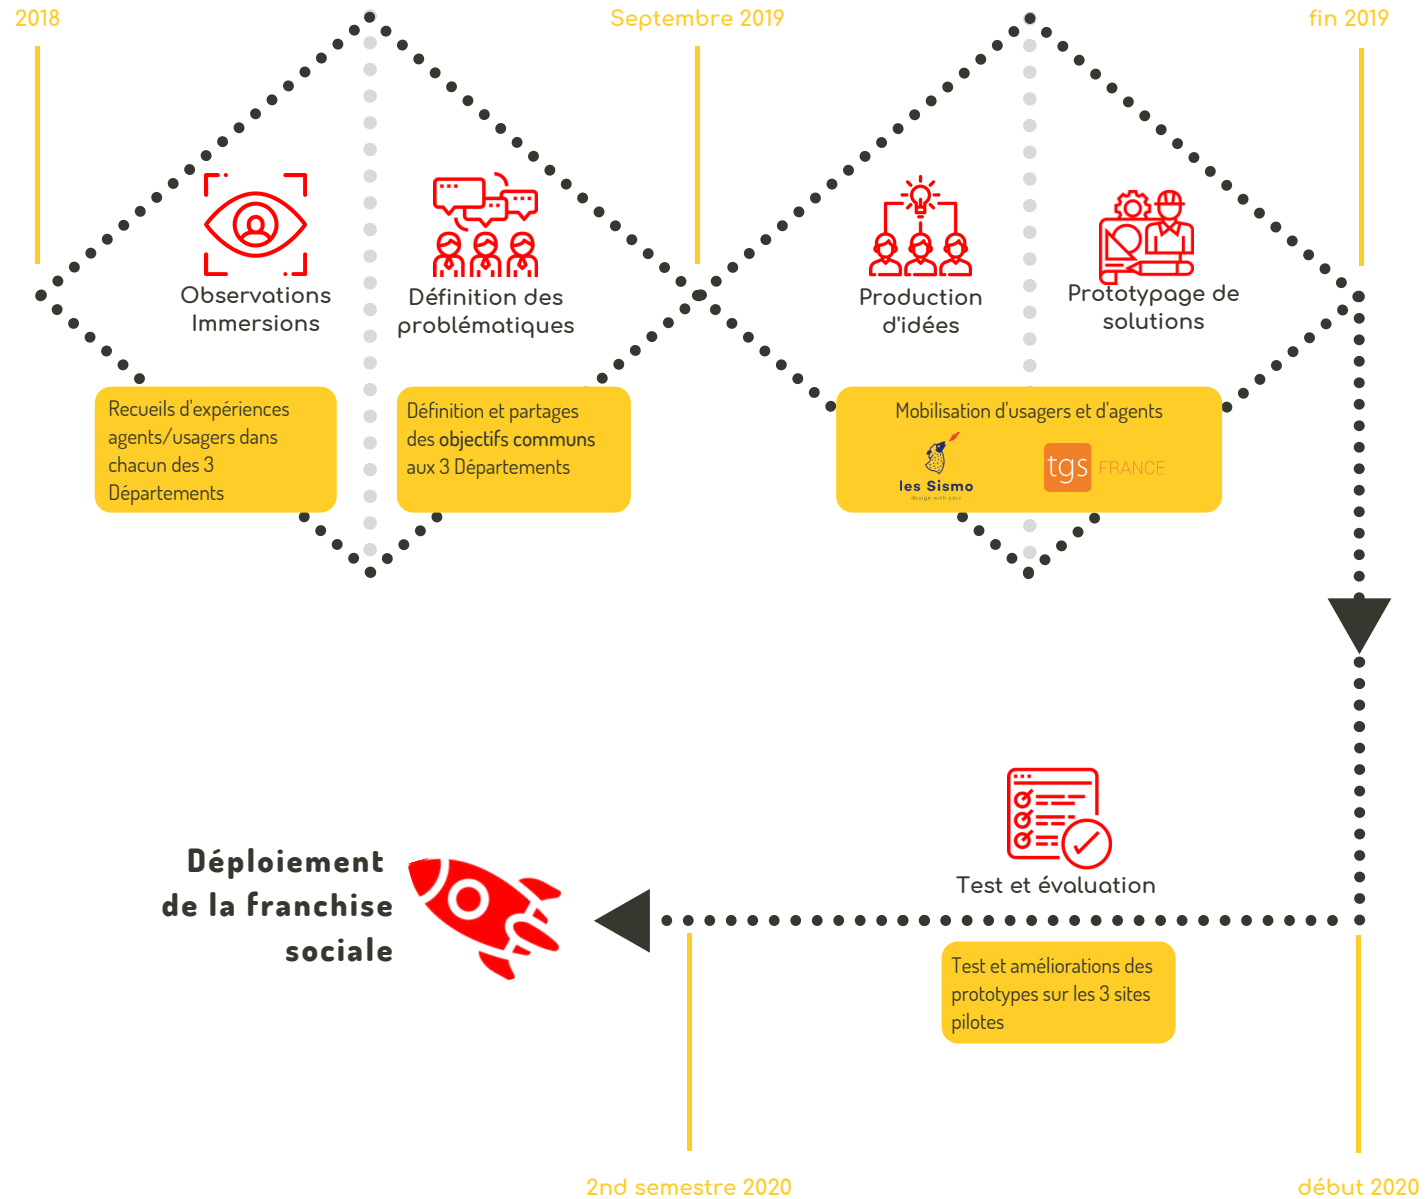 2018
Septembre 2019
fin 2019
Observations
Immersions
Définition des
problématiques
Production
d'idées
Prototypage de
solutions
Recueils d'expériences
agents/usagers dans
chacun des 3
Départements
Définition et partages
des objectifs communs
aux 3 Départements
Mobilisation d'usagers et d'agents
les Sismo
design with care
tgs FRANCE
Test et évaluation
Déploiement
de la franchise
sociale
Test et améliorations des
prototypes sur les 3 sites
pilotes
2nd semestre 2020
début 2020